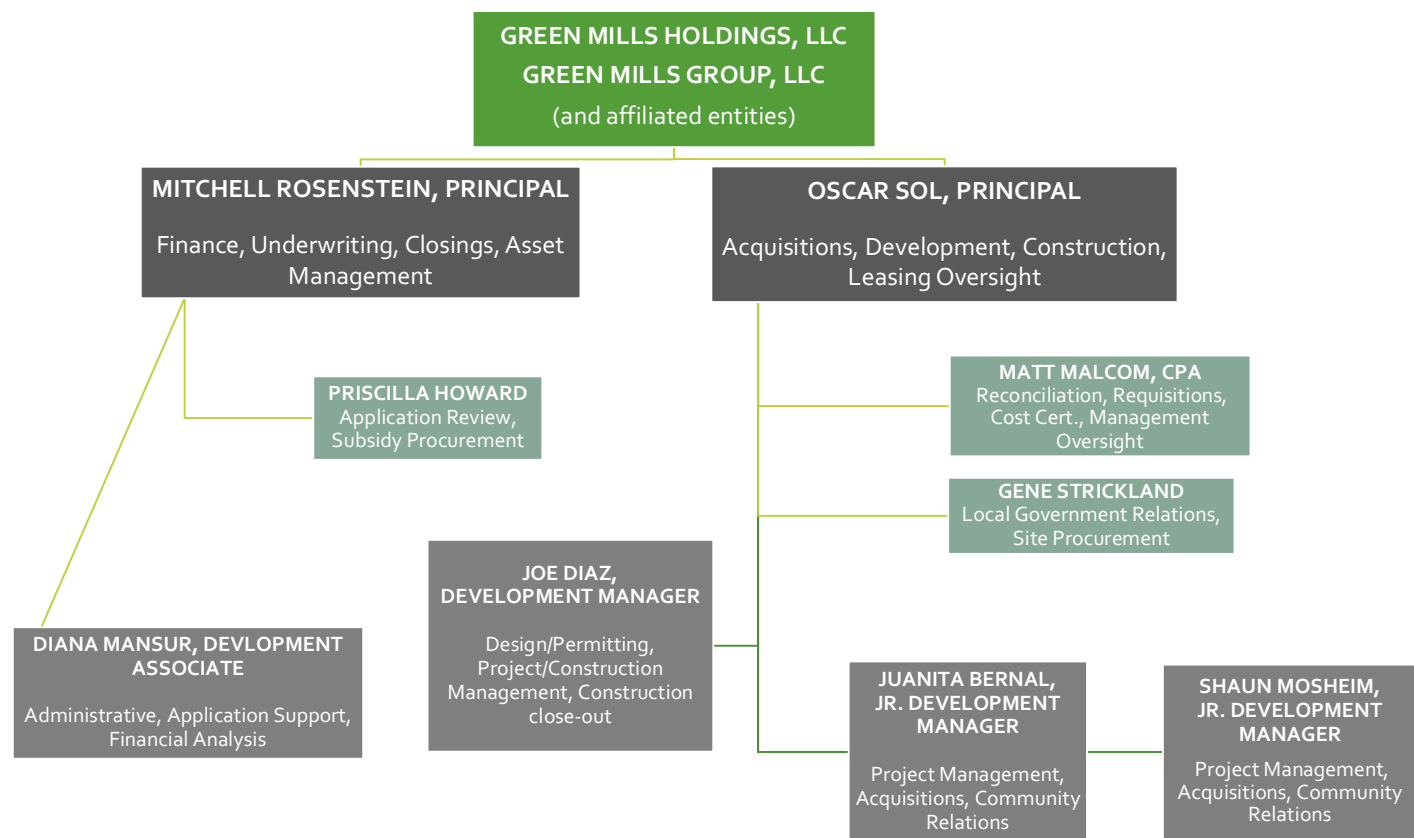 GREEN MILLS HOLDINGS, LLC
GREEN MILLS GROUP, LLC
(and affiliated entities)
MITCHELL ROSENSTEIN, PRINCIPAL
Finance, Underwriting, Closings, Asset
Management
OSCAR SOL, PRINCIPAL
Acquisitions, Development, Construction,
Leasing Oversight
PRISCILLA HOWARD
Application Review,
Subsidy Procurement
MATT MALCOM, CPA
Reconciliation, Requisitions,
Cost Cert., Management
Oversight
GENE STRICKLAND
Local Government Relations,
Site Procurement
JOE DIAZ,
DEVELOPMENT MANAGER
Design/Permitting,
Project/Construction
Management, Construction
close-out
DIANA MANSUR, DEVLOPMENT
ASSOCIATE
Administrative, Application Support,
Financial Analysis
JUANITA BERNAL,
JR. DEVELOPMENT
MANAGER
Project Management,
Acquisitions, Community
Relations
SHAUN MOSHEIM,
JR. DEVELOPMENT
MANAGER
Project Management,
Acquisitions, Community
Relations